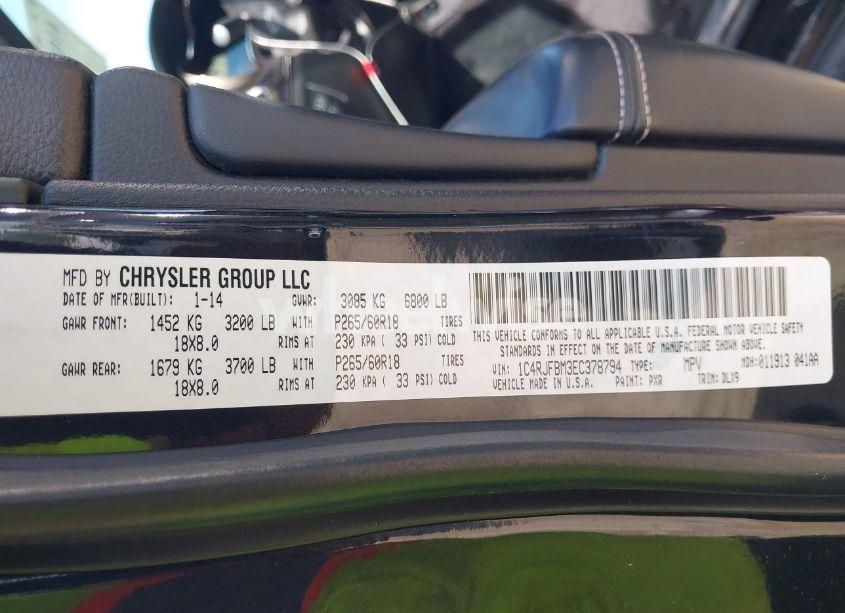 MFD BY CHRYSLER GROUP LLC
DATE OF MFR(BUILT): 1-14 GVWR: 3085 KG 6800 LB
GAWR FRONT: 1452 KG 3200 LB WITH P265/60R18 TIRES
18X8.0 RIMS AT 230 KPA ( 33 PSI) COLD
GAWR REAR: 1679 KG 3700 LB WITH P265/60R18 TIRES
18X8.0 RIMS AT 230 KPA ( 33 PSI) COLD
THIS VEHICLE CONFORMS TO ALL APPLICABLE U.S.A. FEDERAL MOTOR VEHICLE SAFETY
STANDARDS IN EFFECT ON THE DATE OF MANUFACTURE SHOWN ABOVE.
VIN: 1C4RJFBM3EC378794 TYPE: MPV MDH:011913 041AA
VEHICLE MADE IN U.S.A. PAINT: PXR TRIM: DLX9